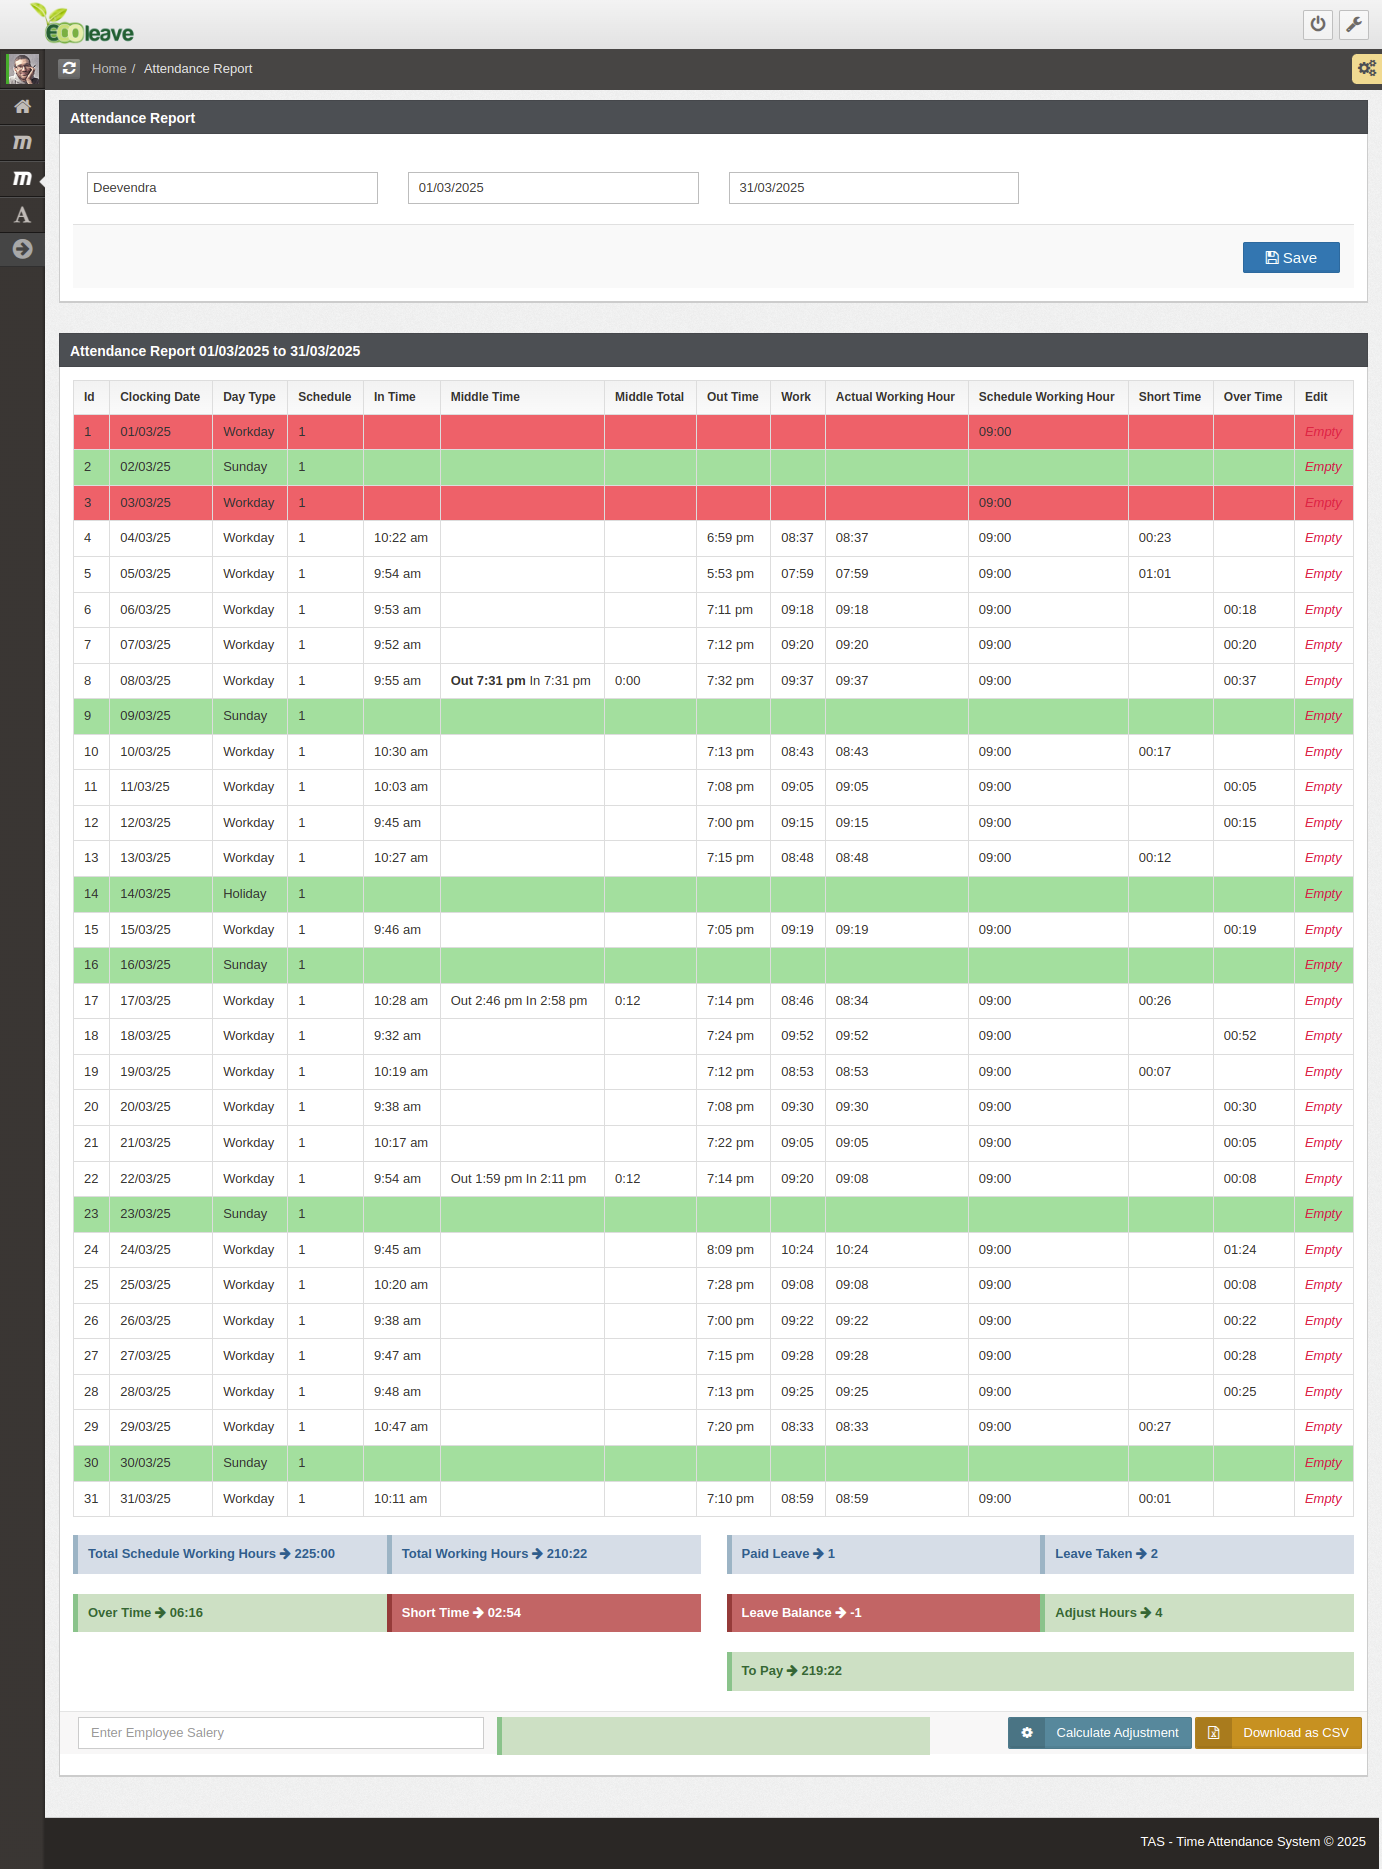 Ecoleave
Home / Attendance Report
Attendance Report
Deevendra 01/03/2025 31/03/2025
Save
Attendance Report 01/03/2025 to 31/03/2025
Id Clocking Date Day Type Schedule In Time Middle Time Middle Total Out Time Work Actual Working Hour Schedule Working Hour Short Time Over Time Edit
1 01/03/25 Workday 1 09:00 Empty
2 02/03/25 Sunday 1 Empty
3 03/03/25 Workday 1 09:00 Empty
4 04/03/25 Workday 1 10:22 am 6:59 pm 08:37 08:37 09:00 00:23 Empty
5 05/03/25 Workday 1 9:54 am 5:53 pm 07:59 07:59 09:00 01:01 Empty
6 06/03/25 Workday 1 9:53 am 7:11 pm 09:18 09:18 09:00 00:18 Empty
7 07/03/25 Workday 1 9:52 am 7:12 pm 09:20 09:20 09:00 00:20 Empty
8 08/03/25 Workday 1 9:55 am Out 7:31 pm In 7:31 pm 0:00 7:32 pm 09:37 09:37 09:00 00:37 Empty
9 09/03/25 Sunday 1 Empty
10 10/03/25 Workday 1 10:30 am 7:13 pm 08:43 08:43 09:00 00:17 Empty
11 11/03/25 Workday 1 10:03 am 7:08 pm 09:05 09:05 09:00 00:05 Empty
12 12/03/25 Workday 1 9:45 am 7:00 pm 09:15 09:15 09:00 00:15 Empty
13 13/03/25 Workday 1 10:27 am 7:15 pm 08:48 08:48 09:00 00:12 Empty
14 14/03/25 Holiday 1 Empty
15 15/03/25 Workday 1 9:46 am 7:05 pm 09:19 09:19 09:00 00:19 Empty
16 16/03/25 Sunday 1 Empty
17 17/03/25 Workday 1 10:28 am Out 2:46 pm In 2:58 pm 0:12 7:14 pm 08:46 08:34 09:00 00:26 Empty
18 18/03/25 Workday 1 9:32 am 7:24 pm 09:52 09:52 09:00 00:52 Empty
19 19/03/25 Workday 1 10:19 am 7:12 pm 08:53 08:53 09:00 00:07 Empty
20 20/03/25 Workday 1 9:38 am 7:08 pm 09:30 09:30 09:00 00:30 Empty
21 21/03/25 Workday 1 10:17 am 7:22 pm 09:05 09:05 09:00 00:05 Empty
22 22/03/25 Workday 1 9:54 am Out 1:59 pm In 2:11 pm 0:12 7:14 pm 09:20 09:08 09:00 00:08 Empty
23 23/03/25 Sunday 1 Empty
24 24/03/25 Workday 1 9:45 am 8:09 pm 10:24 10:24 09:00 01:24 Empty
25 25/03/25 Workday 1 10:20 am 7:28 pm 09:08 09:08 09:00 00:08 Empty
26 26/03/25 Workday 1 9:38 am 7:00 pm 09:22 09:22 09:00 00:22 Empty
27 27/03/25 Workday 1 9:47 am 7:15 pm 09:28 09:28 09:00 00:28 Empty
28 28/03/25 Workday 1 9:48 am 7:13 pm 09:25 09:25 09:00 00:25 Empty
29 29/03/25 Workday 1 10:47 am 7:20 pm 08:33 08:33 09:00 00:27 Empty
30 30/03/25 Sunday 1 Empty
31 31/03/25 Workday 1 10:11 am 7:10 pm 08:59 08:59 09:00 00:01 Empty
Total Schedule Working Hours 225:00 Total Working Hours 210:22 Paid Leave 1 Leave Taken 2
Over Time 06:16 Short Time 02:54 Leave Balance -1 Adjust Hours 4
To Pay 219:22
Enter Employee Salery Calculate Adjustment Download as CSV
TAS - Time Attendance System © 2025